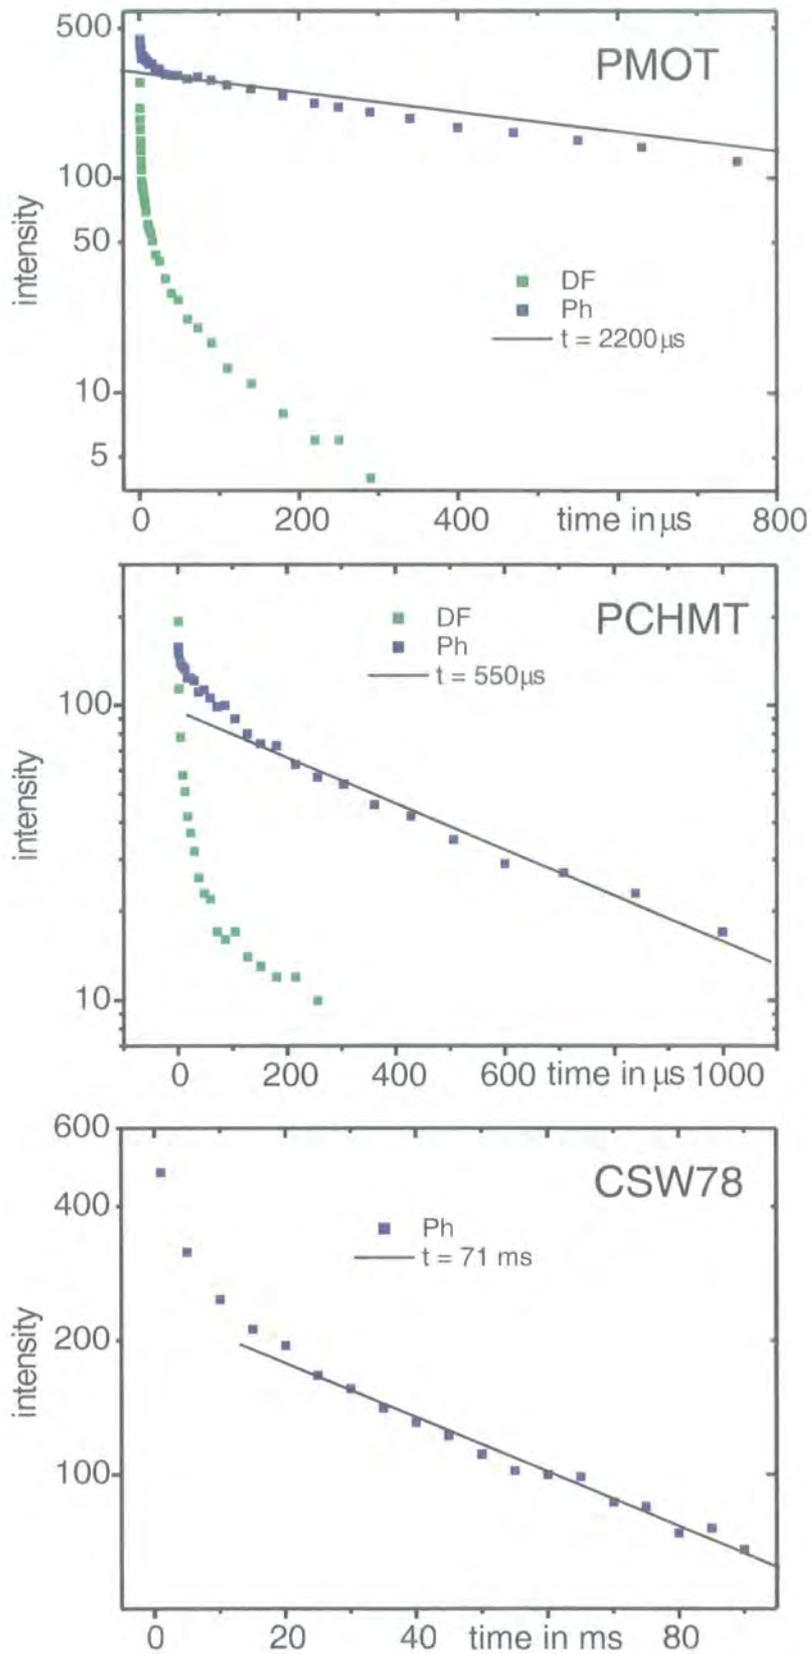 500
PMOT
100
intensity
50
DF
Ph
t = 2200µs
10
5
0 200 400 time in µs 800
DF
PCHMT
Ph
t = 550µs
100
intensity
10
0 200 400 600 time in µs 1000
600
CSW78
400
Ph
t = 71 ms
200
intensity
100
0 20 40 time in ms 80